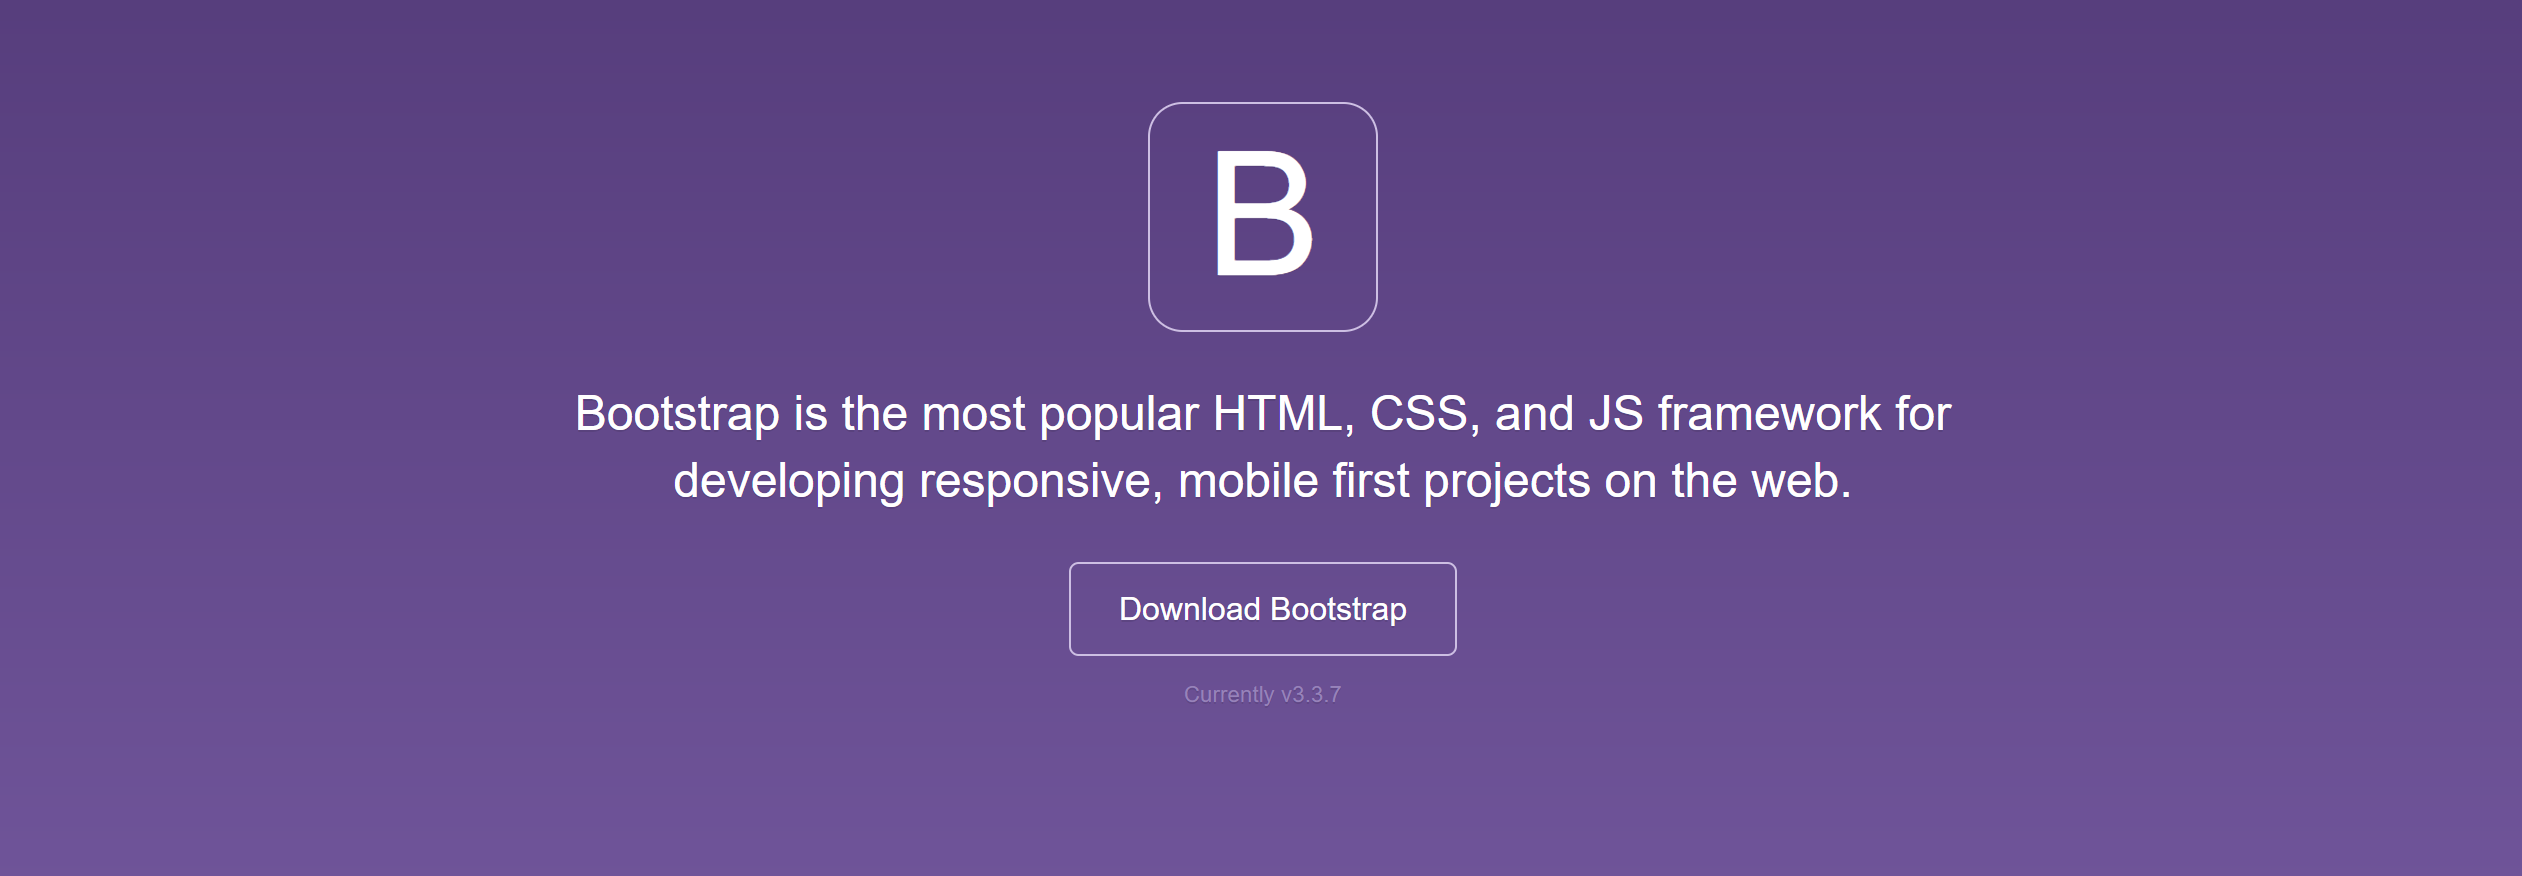 B
Bootstrap is the most popular HTML, CSS, and JS framework for
developing responsive, mobile first projects on the web.
Download Bootstrap
Currently v3.3.7